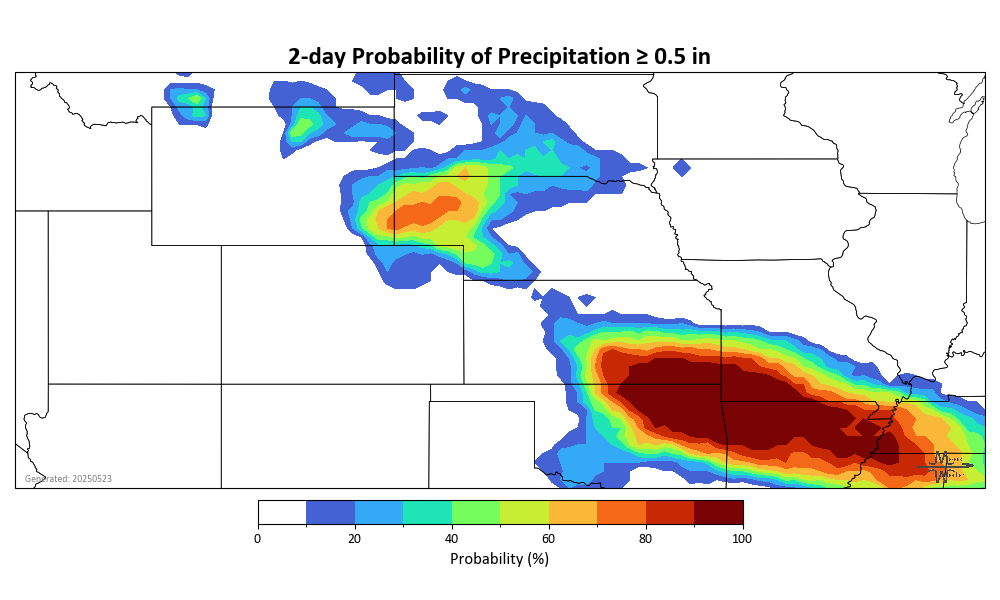 2-day Probability of Precipitation ≥ 0.5 in
Generated: 20250523
0 20 40 60 80 100
Probability (%)